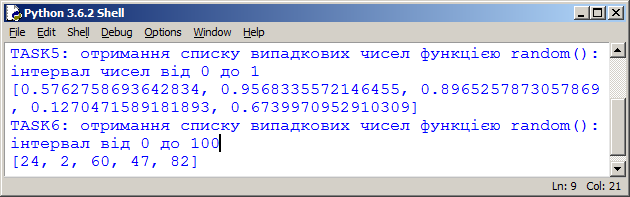 Python 3.6.2 Shell
File Edit Shell Debug Options Window Help
TASK5: отримання списку випадкових чисел функцією random():
інтервал чисел від 0 до 1
[0.5762758693642834, 0.9568335572146455, 0.8965257873057869
, 0.1270471589181893, 0.6739970952910309]
TASK6: отримання списку випадкових чисел функцією random():
інтервал від 0 до 100
[24, 2, 60, 47, 82]
Ln: 9 Col: 21